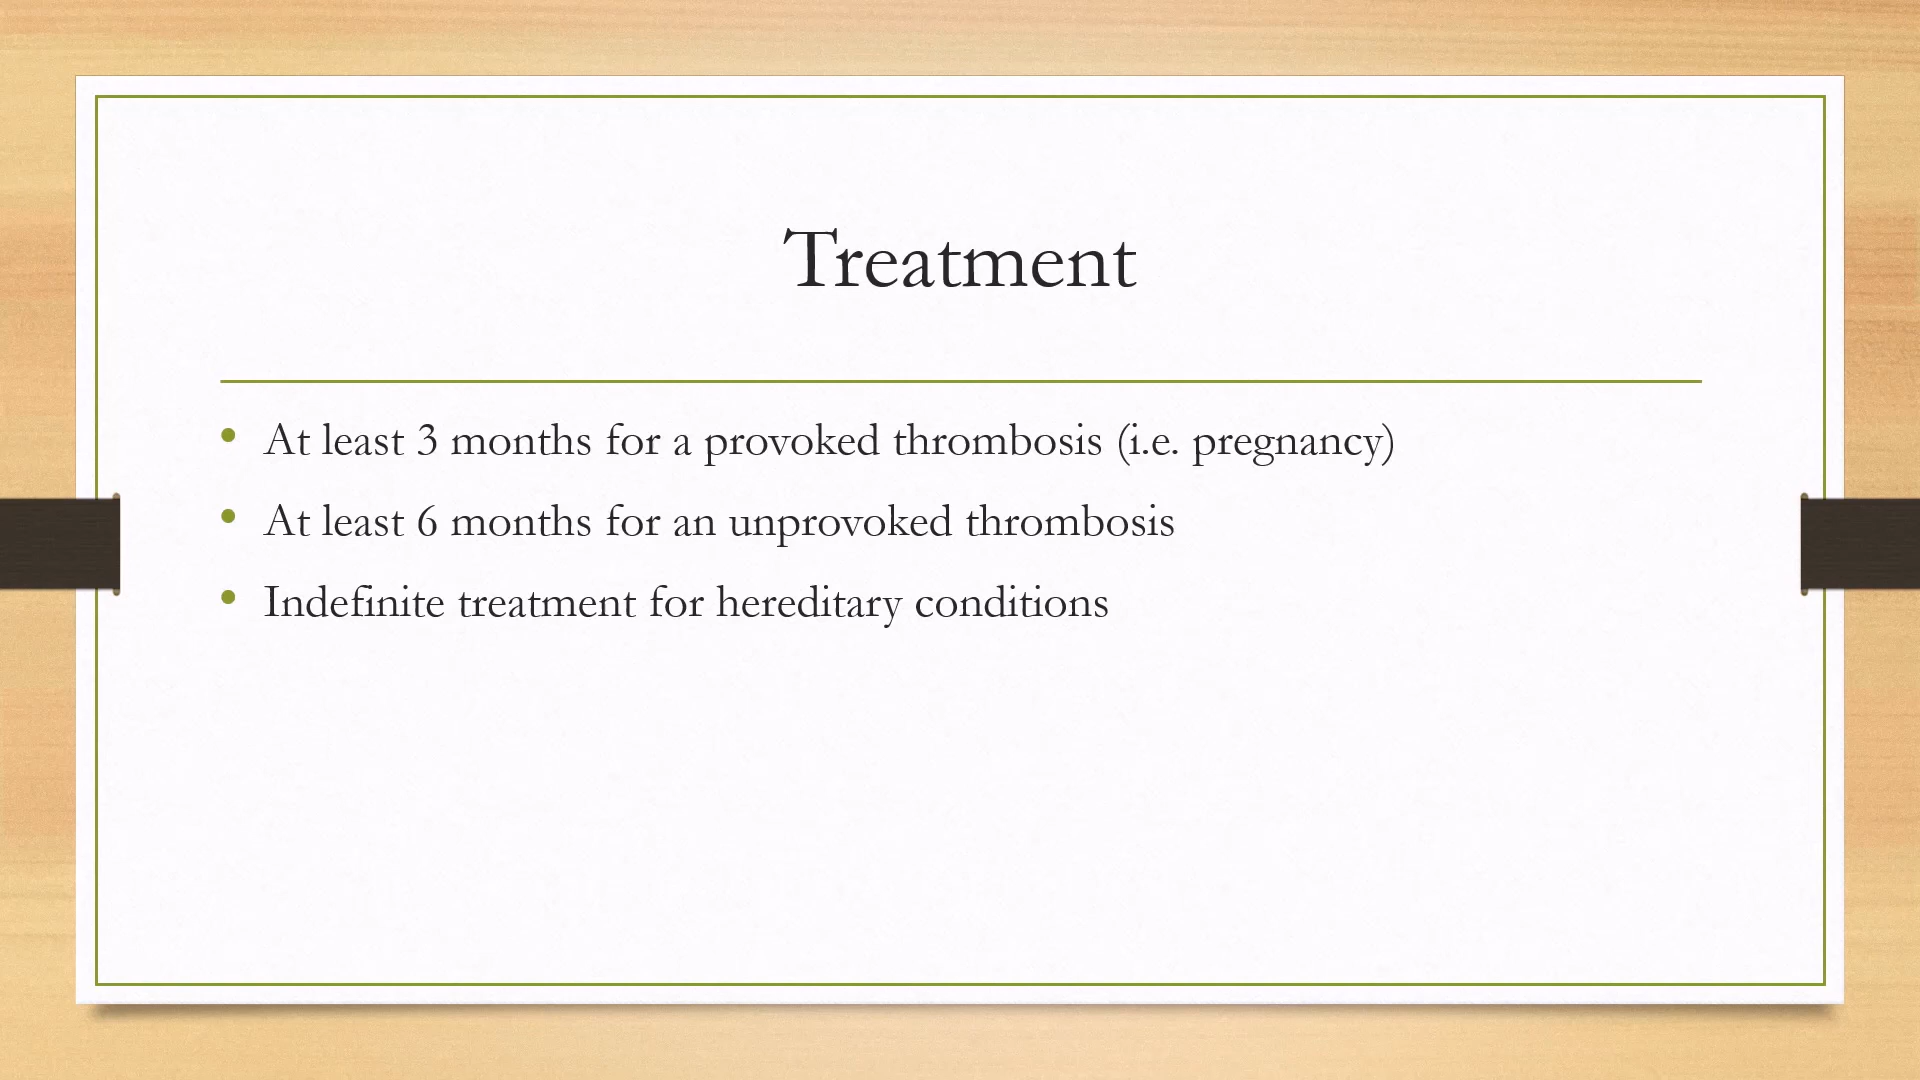 Treatment
• At least 3 months for a provoked thrombosis (i.e. pregnancy)
• At least 6 months for an unprovoked thrombosis
• Indefinite treatment for hereditary conditions